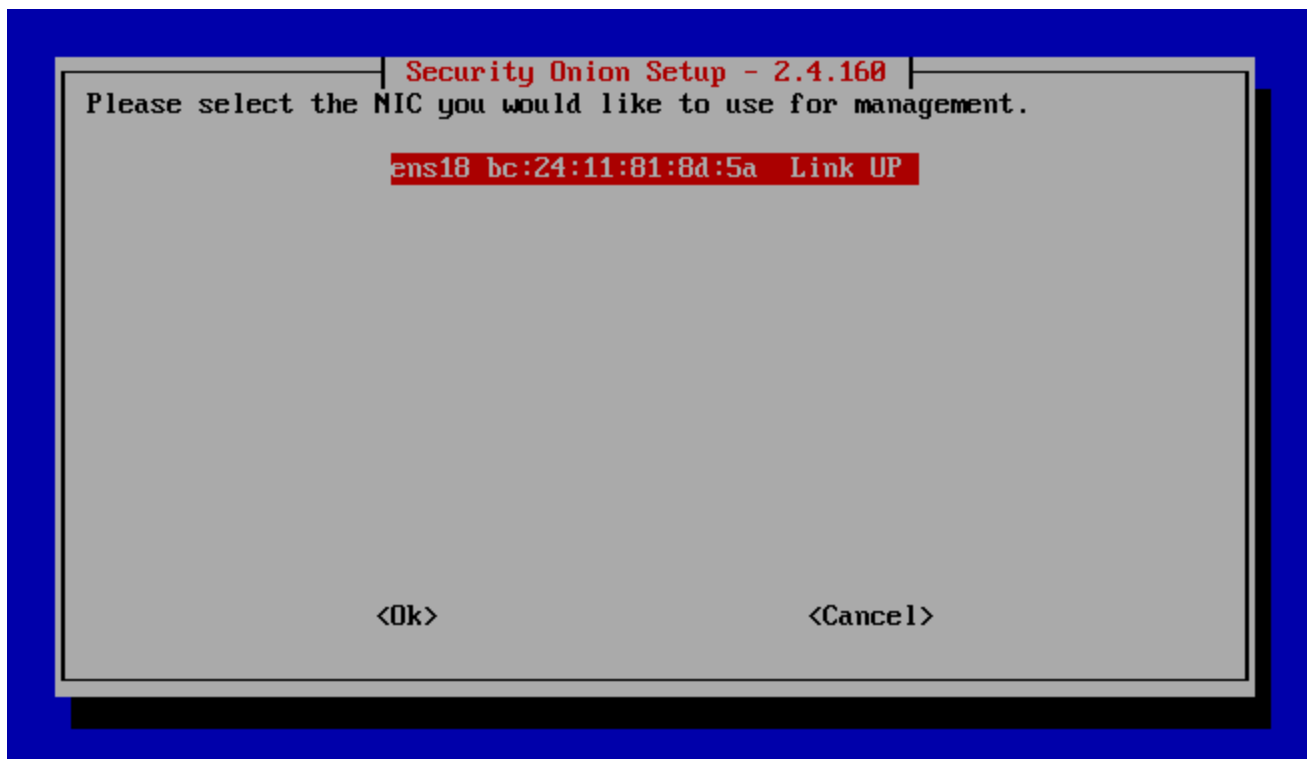 Security Onion Setup - 2.4.160
Please select the NIC you would like to use for management.
ens18 bc:24:11:81:8d:5a  Link UP
<Ok> <Cancel>